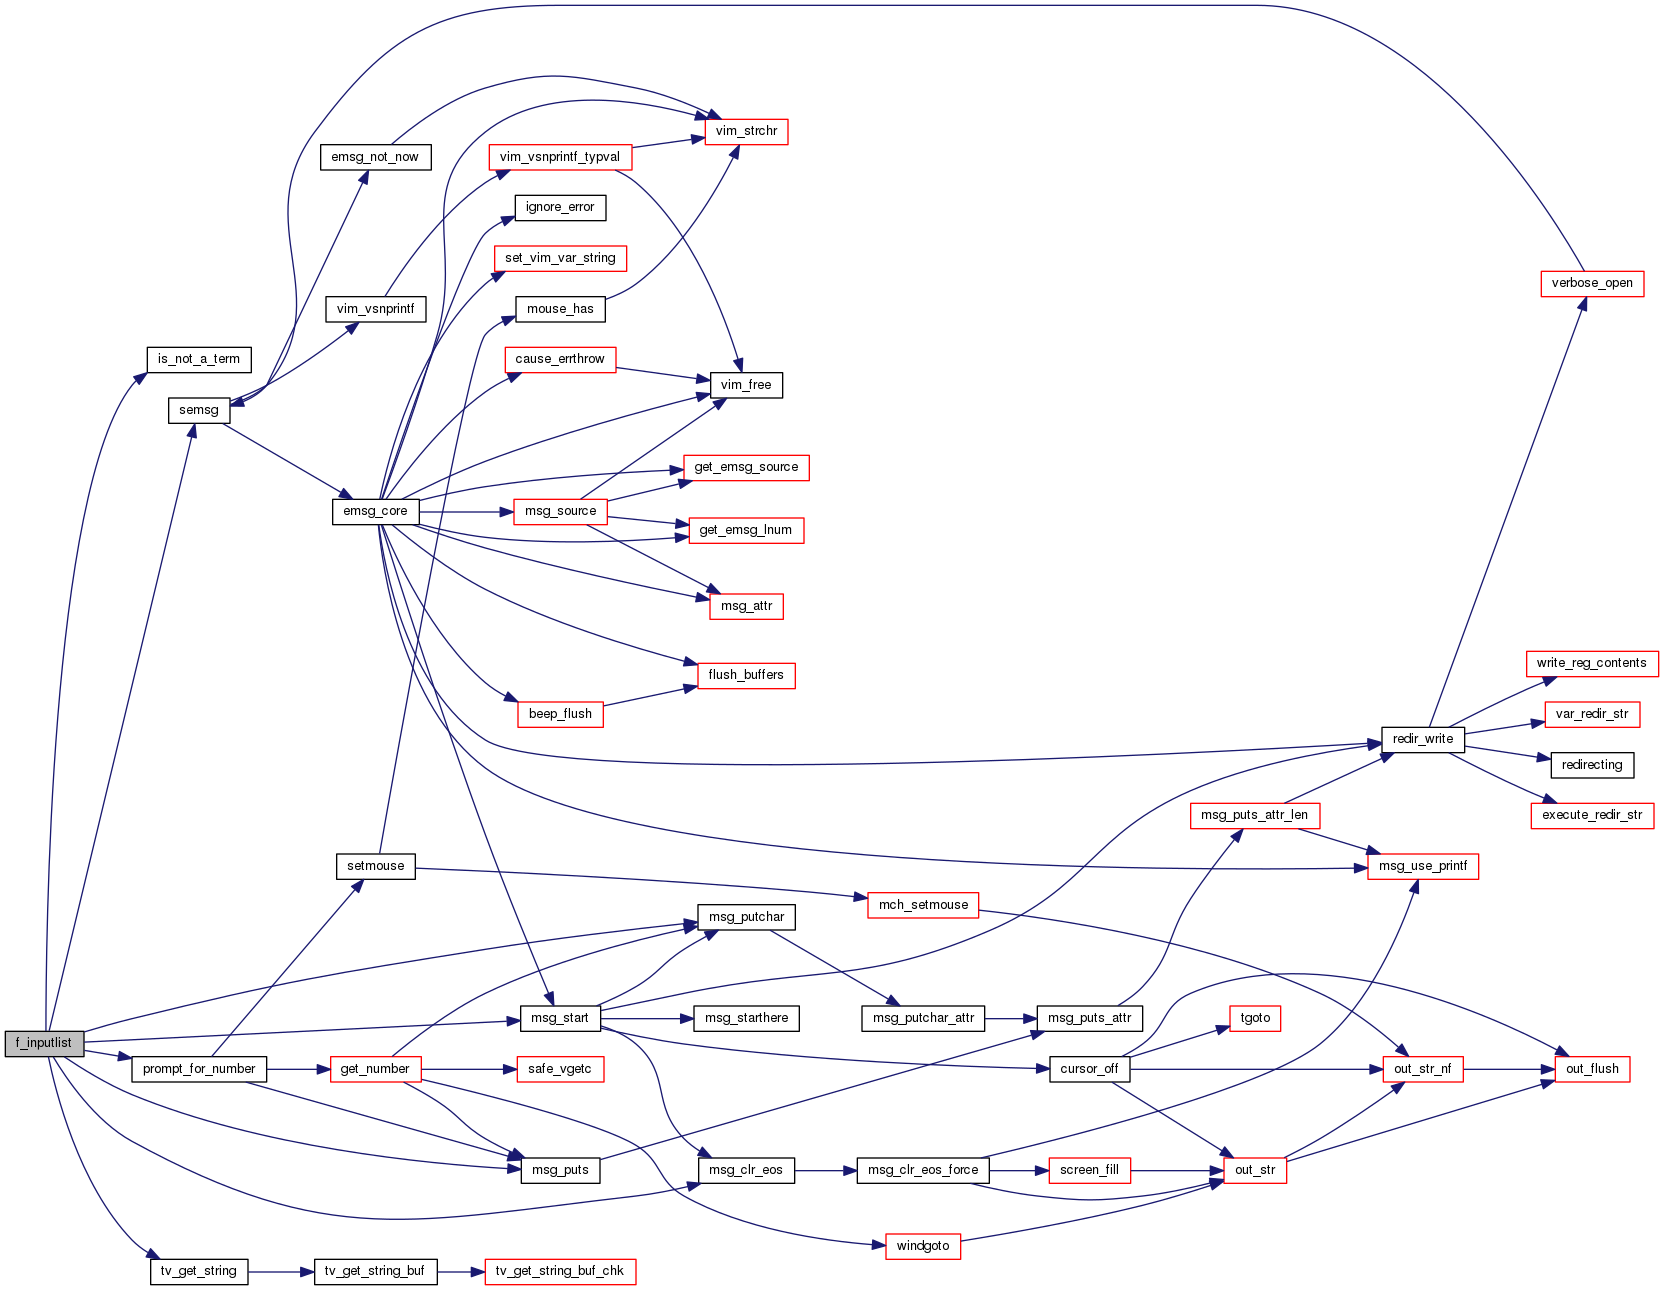 vim_strchr
emsg_not_now
vim_vsnprintf_typval
ignore_error
set_vim_var_string
verbose_open
vim_vsnprintf
mouse_has
is_not_a_term
cause_errthrow
vim_free
semsg
get_emsg_source
emsg_core
msg_source
get_emsg_lnum
msg_attr
write_reg_contents
flush_buffers
beep_flush
var_redir_str
redir_write
redirecting
msg_puts_attr_len
execute_redir_str
setmouse
msg_use_printf
mch_setmouse
msg_putchar
msg_start
msg_starthere
msg_putchar_attr
msg_puts_attr
tgoto
f_inputlist
prompt_for_number
get_number
safe_vgetc
cursor_off
out_str_nf
out_flush
msg_puts
msg_clr_eos
msg_clr_eos_force
screen_fill
out_str
windgoto
tv_get_string
tv_get_string_buf
tv_get_string_buf_chk